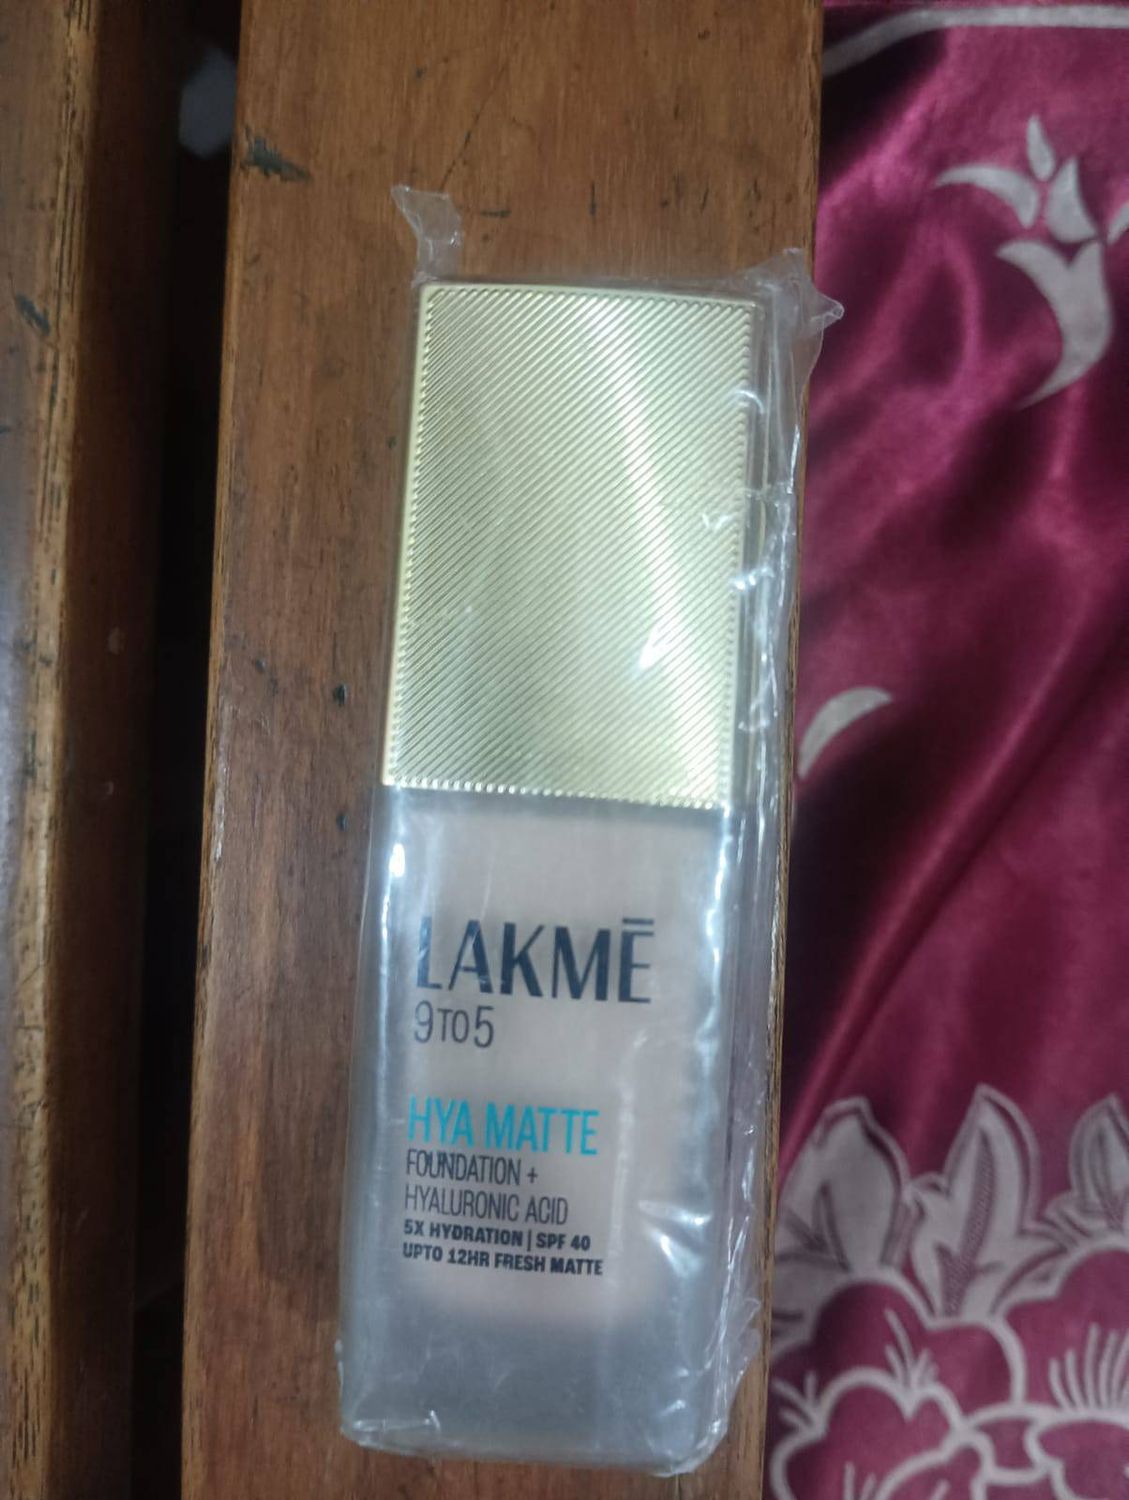 LAKMĒ
9TO5
HYA MATTE
FOUNDATION +
HYALURONIC ACID
5X HYDRATION | SPF 40
UPTO 12HR FRESH MATTE